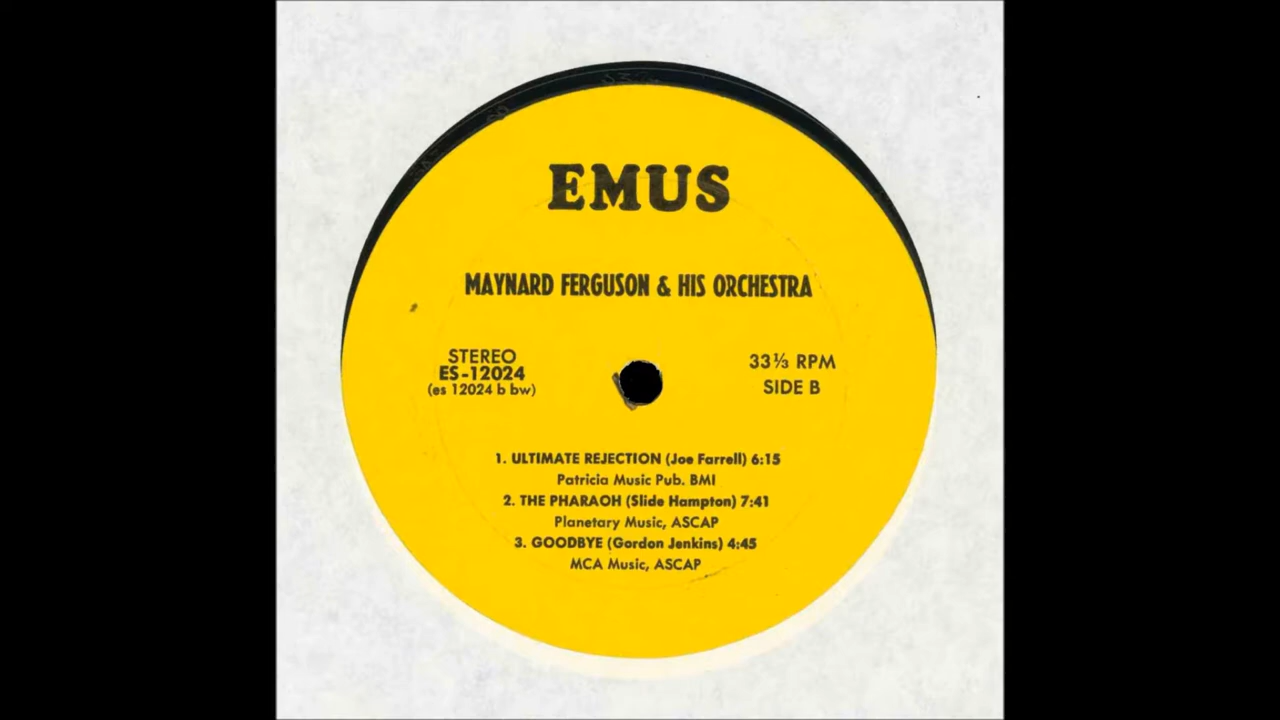 EMUS
MAYNARD FERGUSON & HIS ORCHESTRA
STEREO
ES-12024
(es 12024 b bw)
33⅓ RPM
SIDE B
1. ULTIMATE REJECTION (Joe Farrell) 6:15
Patricia Music Pub. BMI
2. THE PHARAOH (Slide Hampton) 7:41
Planetary Music, ASCAP
3. GOODBYE (Gordon Jenkins) 4:45
MCA Music, ASCAP